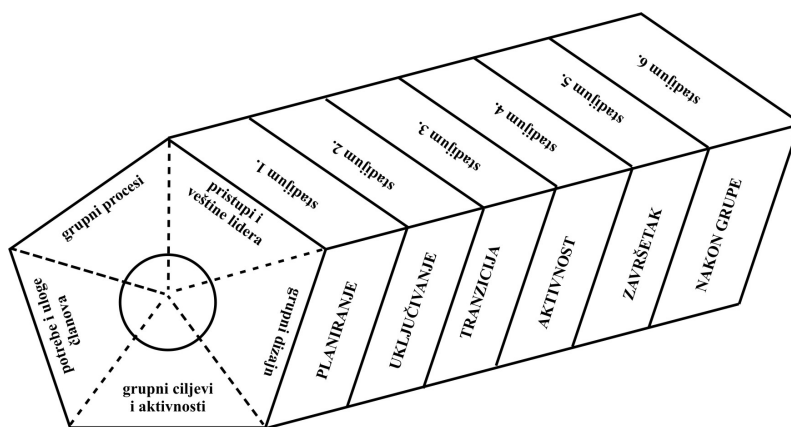 grupni procesi
pristupi i
veštine lidera
potrebe i uloge
članova
grupni dizajn
grupni ciljevi
i aktivnosti
stadijum 1.
stadijum 2.
stadijum 3.
stadijum 4.
stadijum 5.
stadijum 6.
PLANIRANJE
UKLJUČIVANJE
TRANZICIJA
AKTIVNOST
ZAVRŠETAK
NAKON GRUPE